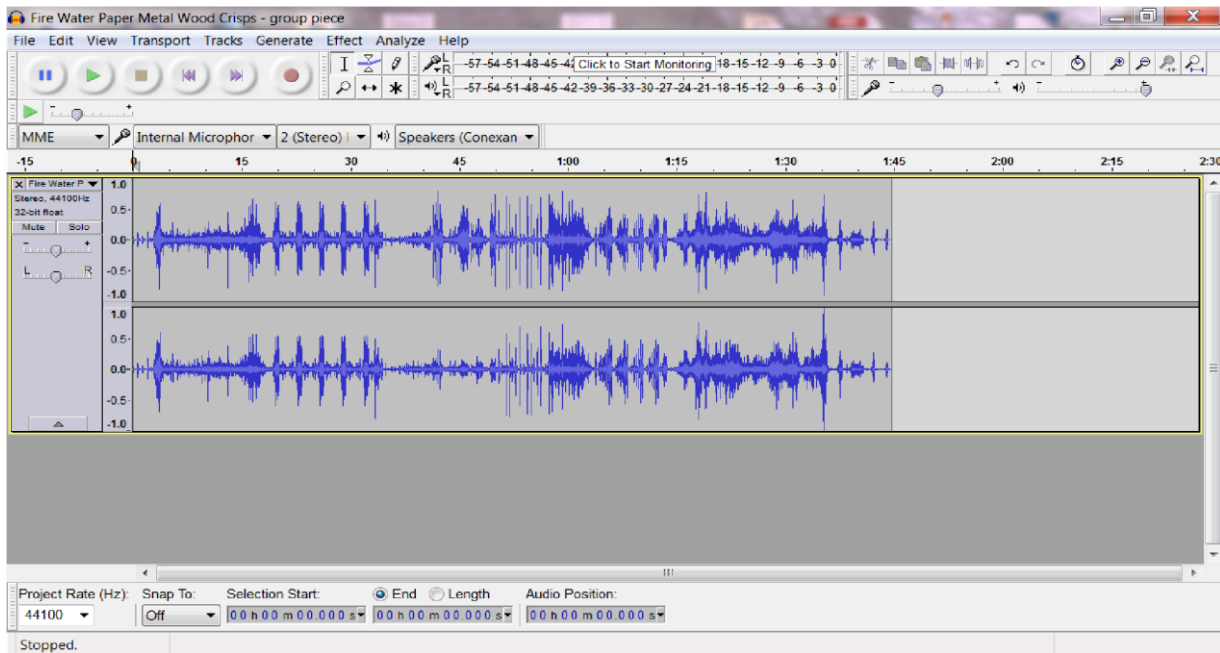 Fire Water Paper Metal Wood Crisps - group piece
File Edit View Transport Tracks Generate Effect Analyze Help
L R -57 -54 -51 -48 -45 -42 Click to Start Monitoring 18 -15 -12 -9 -6 -3 0
L R -57 -54 -51 -48 -45 -42 -39 -36 -33 -30 -27 -24 -21 -18 -15 -12 -9 -6 -3 0
MME Internal Microphor 2 (Stereo) Speakers (Conexan
-15 0 15 30 45 1:00 1:15 1:30 1:45 2:00 2:15 2:30
X Fire Water P 1.0
Stereo, 44100Hz
32-bit float 0.5
Mute Solo
- + 0.0
L R -0.5
-1.0
1.0
0.5
0.0
-0.5
-1.0
Project Rate (Hz): Snap To: Selection Start: End Length Audio Position:
44100 Off 00 h 00 m 00.000 s 00 h 00 m 00.000 s 00 h 00 m 00.000 s
Stopped.